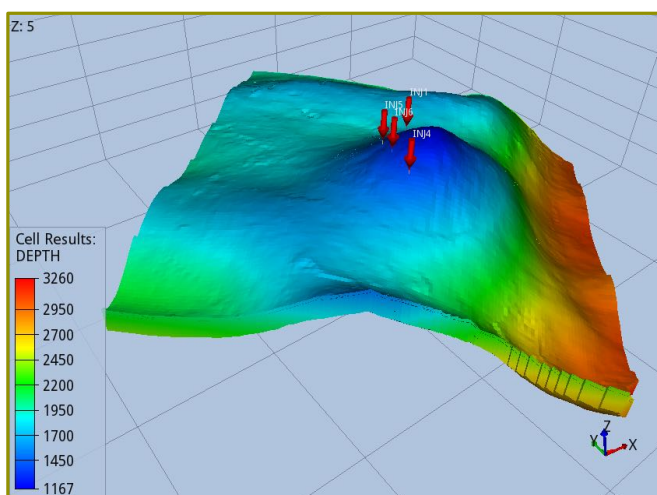 Z: 5
INJ1
INJ5
INJ6
INJ4
Cell Results:
DEPTH
3260
2950
2700
2450
2200
1950
1700
1450
1167
Z
Y
X